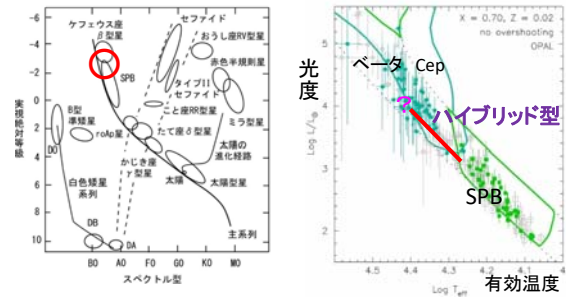 ケフェウス座
β型星
セファイド
おうし座RV型星
赤色半規則星
SPB
タイプII
セファイド
こと座RR型星
ミラ型星
B型
準矮星
roAp星
たて座δ型星
太陽の
進化経路
DO
かじき座
γ型星
太陽
太陽型星
白色矮星
系列
DB
DA
主系列
実視絶対等級
-4
-2
0
2
4
6
8
10
BO
AO
FO
GO
KO
MO
スペクトル型
X = 0.70, Z = 0.02
no overshooting
OPAL
ベータ Cep
光度
?
ハイブリッド型
SPB
Log L/L⊙
5
4
3
2
4.5
4.4
4.3
4.2
4.1
4
有効温度
Log Teff